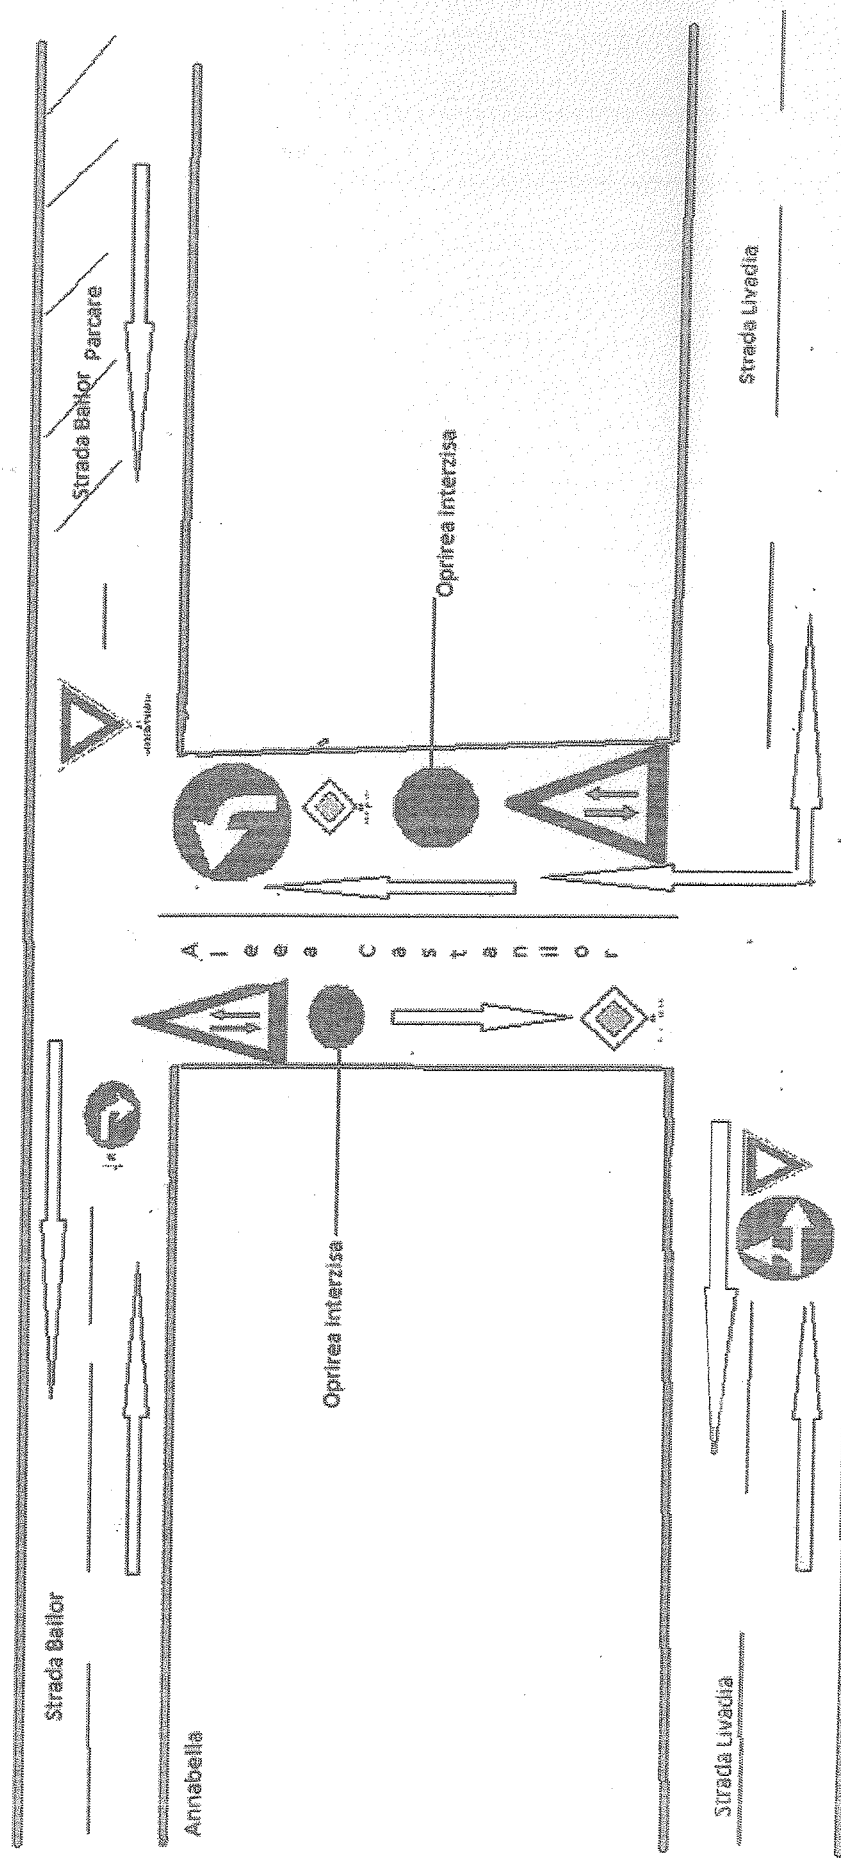 Strada Bailor
Parcare
Strada Livadia
Oprirea Interzisa
Aleea Castanilor
Oprirea Interzisa
Strada Bailor
Annabella
Strada Livadia